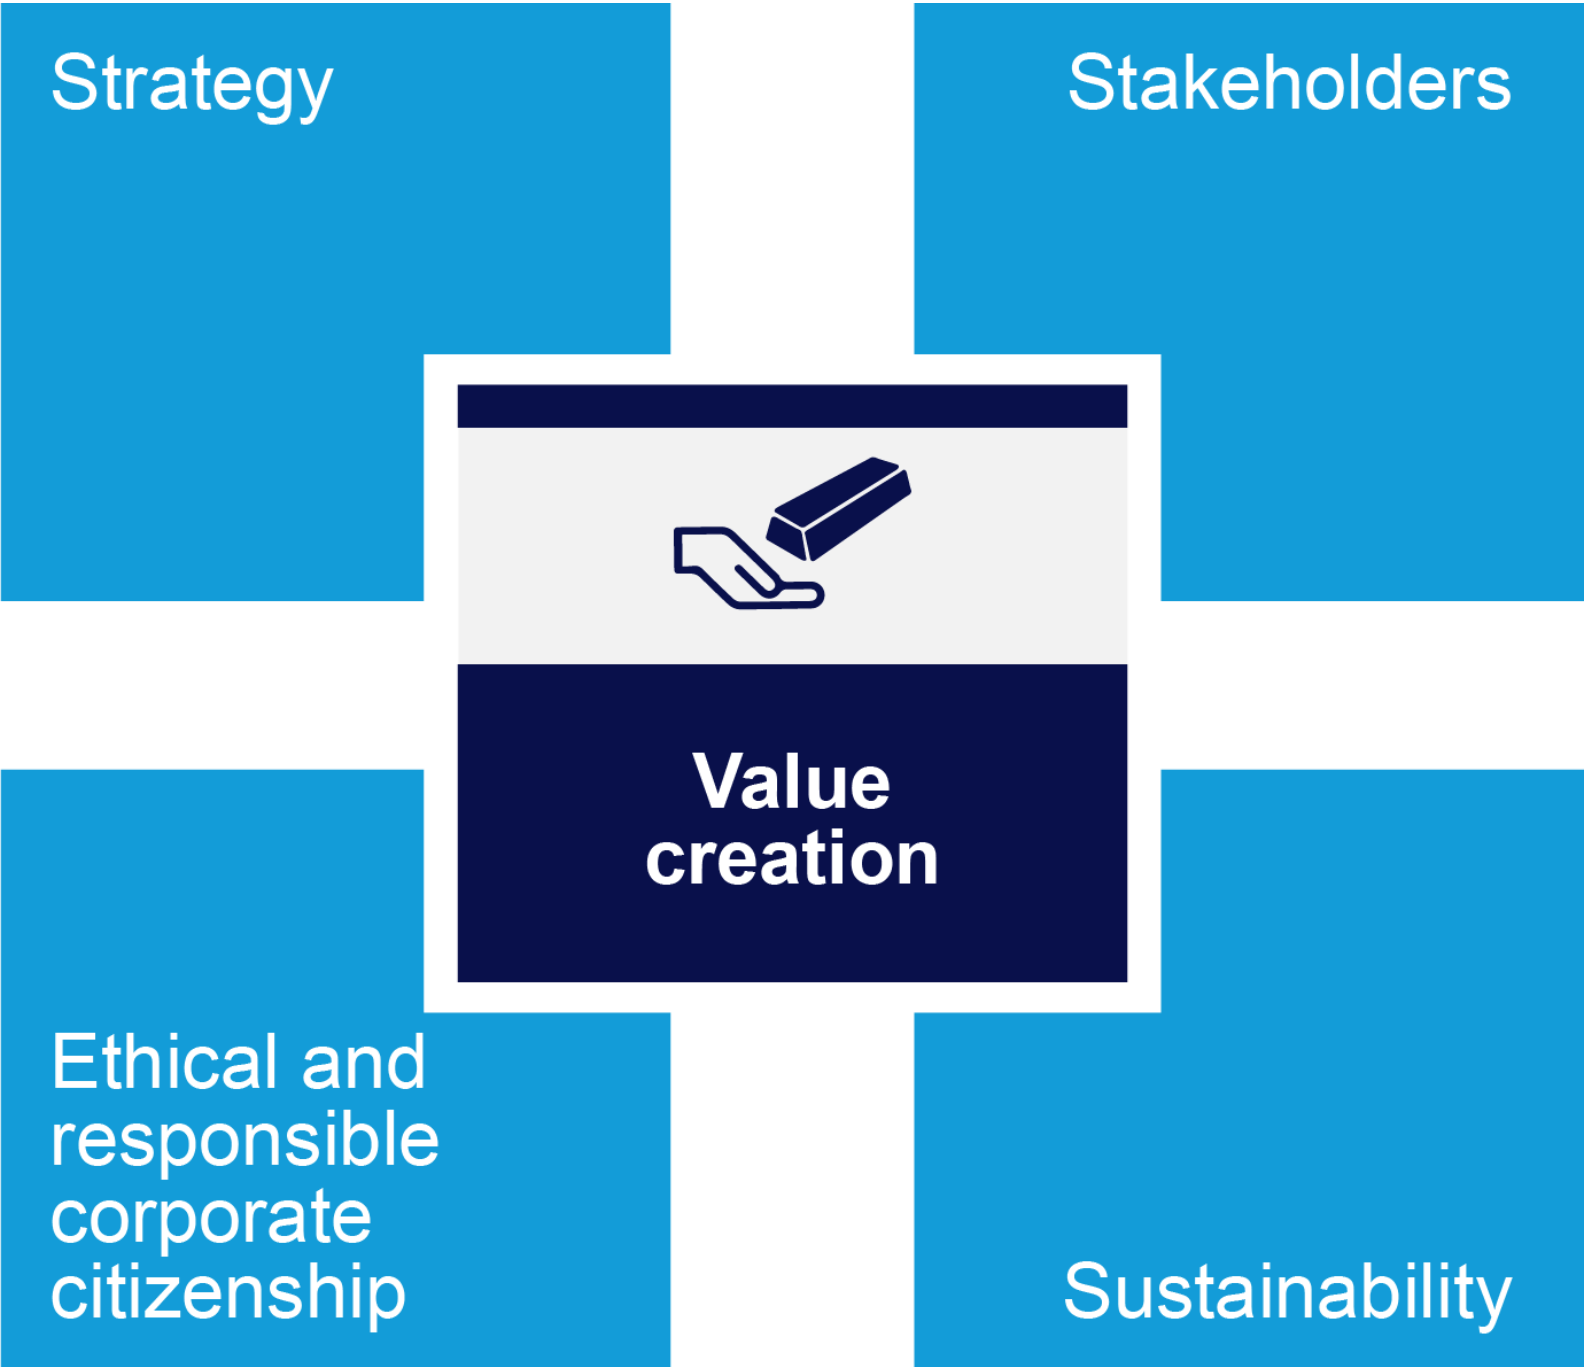 Strategy
Stakeholders
Value
creation
Ethical and
responsible
corporate
citizenship
Sustainability